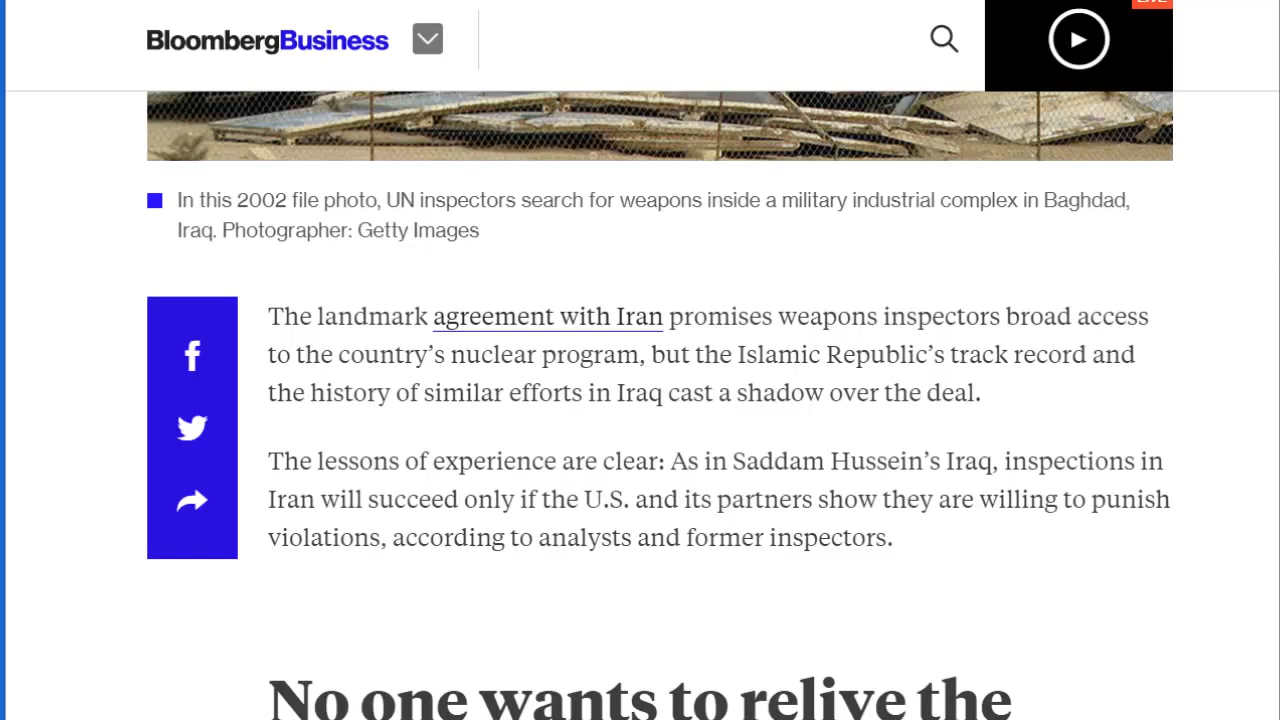 LIVE
BloombergBusiness
In this 2002 file photo, UN inspectors search for weapons inside a military industrial complex in Baghdad,
Iraq. Photographer: Getty Images
The landmark agreement with Iran promises weapons inspectors broad access
to the country’s nuclear program, but the Islamic Republic’s track record and
the history of similar efforts in Iraq cast a shadow over the deal.
The lessons of experience are clear: As in Saddam Hussein’s Iraq, inspections in
Iran will succeed only if the U.S. and its partners show they are willing to punish
violations, according to analysts and former inspectors.
No one wants to relive the